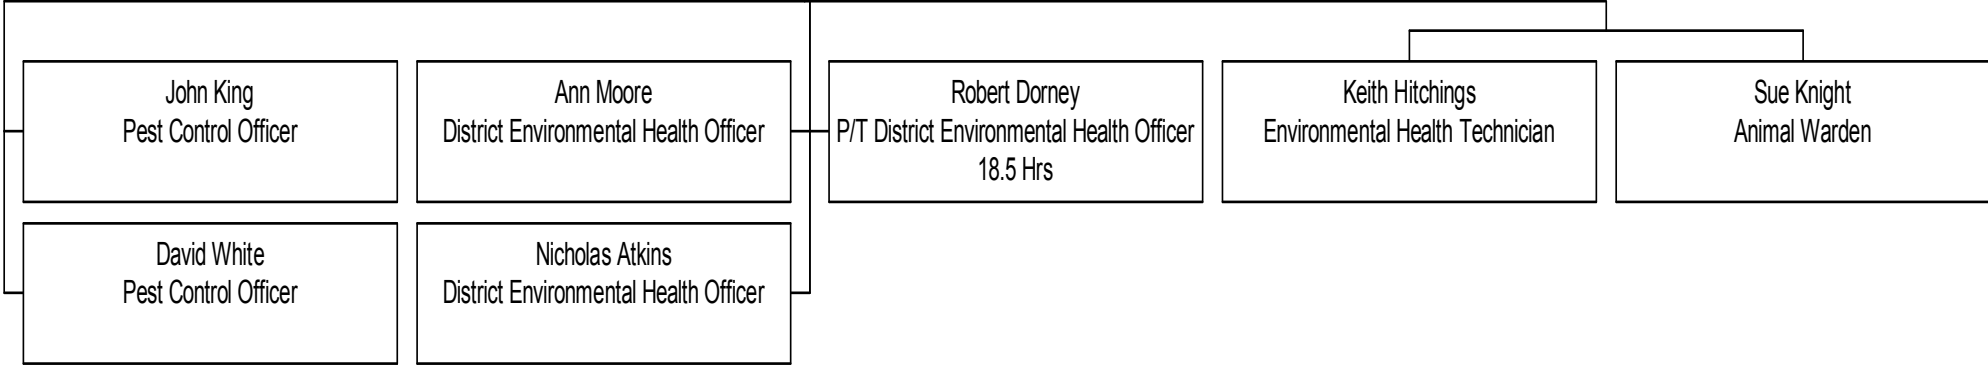 John King
Pest Control Officer
Ann Moore
District Environmental Health Officer
Robert Dorney
P/T District Environmental Health Officer
18.5 Hrs
Keith Hitchings
Environmental Health Technician
Sue Knight
Animal Warden
David White
Pest Control Officer
Nicholas Atkins
District Environmental Health Officer